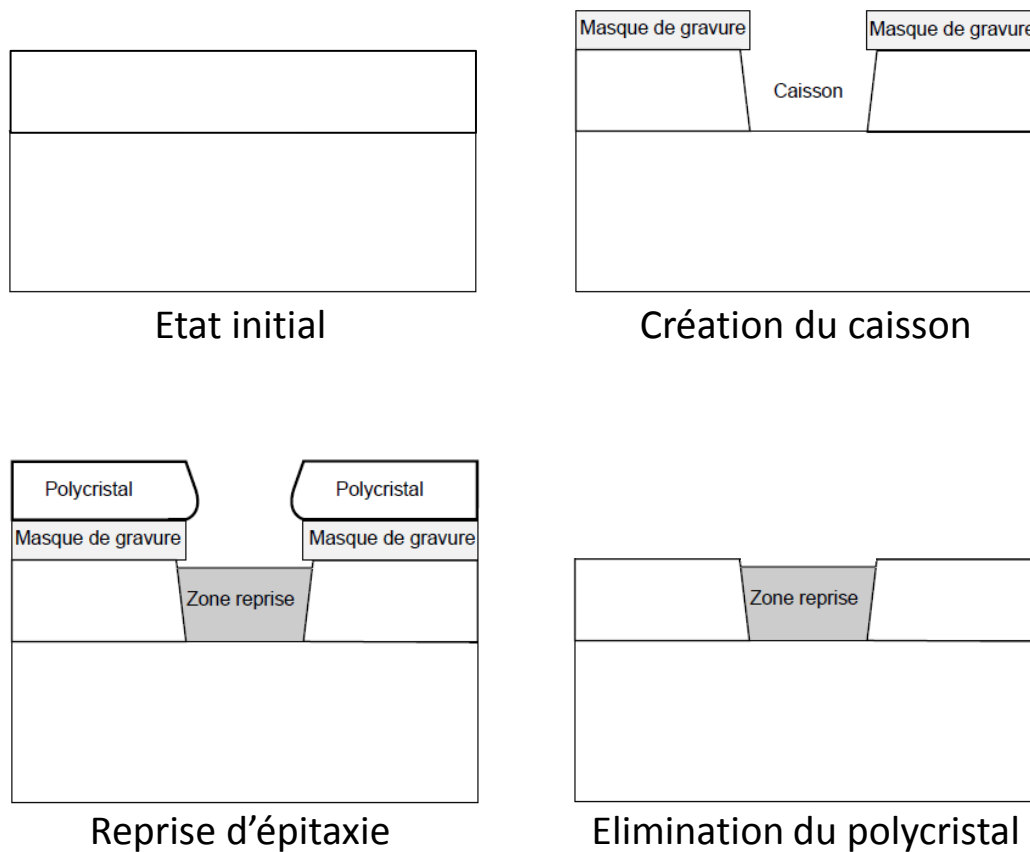 Masque de gravure
Masque de gravure
Caisson
Etat initial
Création du caisson
Polycristal
Polycristal
Masque de gravure
Masque de gravure
Zone reprise
Zone reprise
Reprise d'épitaxie
Elimination du polycristal